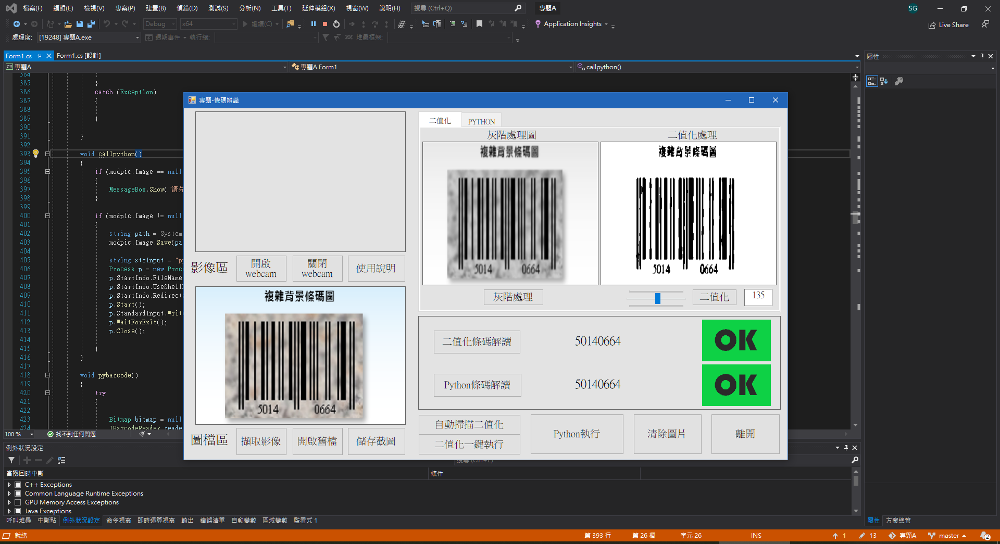 檔案(F) 編輯(E) 檢視(V) 專案(P) 建置(B) 偵錯(D) 測試(S) 分析(N) 工具(T) 延伸模組(X) 視窗(W) 說明(H) 搜尋 (Ctrl+Q) 專題A SG
Debug x64 繼續(C) Application Insights Live Share
處理序: [19248] 專題A.exe 週期事件 執行緒: 堆疊框架:
Form1.cs Form1.cs [設計]
C# 專題A 專題A.Form1 callpython()
384
385 }
386 catch (Exception)
387 {
388
389 }
390
391 }
392
393 void callpython()
394 {
395 if (modpic.Image == null
396 {
397 MessageBox.Show("請先
398 }
399
400 if (modpic.Image != null
401 {
402 string path = System
403 modpic.Image.Save(pa
404
405 string strInput = "py
406 Process p = new Proc
407 p.StartInfo.FileName
408 p.StartInfo.UseShell
409 p.StartInfo.Redirect
410 p.Start();
411 p.StandardInput.Writ
412 p.WaitForExit();
413 p.Close();
414
415 }
416 }
417
418 void pybarcode()
419 {
420 try
421 {
422
423 Bitmap bitmap = null
424 IBarcodeReader reade
100 % 找不到任何問題
專題-條碼辨識
二值化 PYTHON
灰階處理圖 二值化處理
複雜背景條碼圖
5014 0664
複雜背景條碼圖
5014 0664
影像區
開啟
webcam
關閉
webcam
使用說明
灰階處理 二值化 135
複雜背景條碼圖
5014 0664
二值化條碼解讀 50140664 OK
Python條碼解讀 50140664 OK
圖檔區 擷取影像 開啟舊檔 儲存截圖
自動掃描二值化
二值化一鍵執行
Python執行 清除圖片 離開
例外狀況設定
搜尋 (Ctrl+E)
當擲回時中斷 條件
C++ Exceptions
Common Language Runtime Exceptions
GPU Memory Access Exceptions
Java Exceptions
呼叫堆疊 中斷點 例外狀況設定 命令視窗 即時運算視窗 輸出 錯誤清單 自動變數 區域變數 監看式 1
屬性
屬性 方案總管
就緒 第 393 行 第 26 欄 字元 26 INS 1 13 專題A master 2